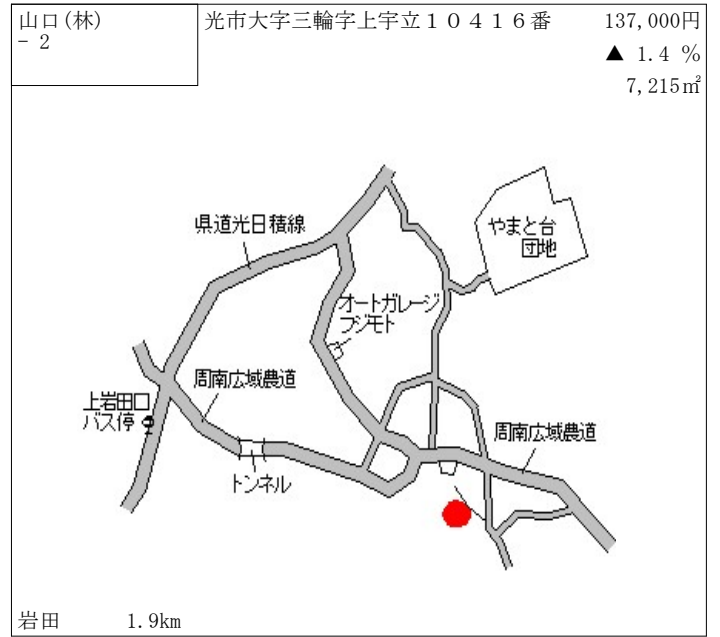 山口(林)
- 2
光市大字三輪字上宇立10416番
137,000円
▲ 1.4 %
7,215㎡
県道光日積線
やまと台
団地
オートガレージ
フジモト
周南広域農道
上岩田口
バス停
トンネル
周南広域農道
岩田 1.9km